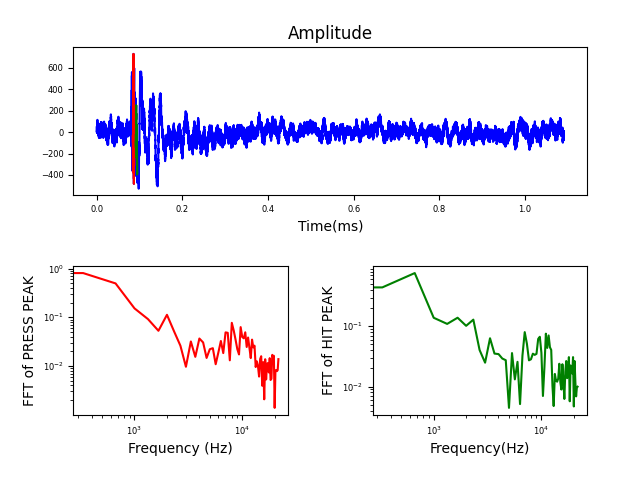 Amplitude
600
400
200
0
−200
−400
0.0 0.2 0.4 0.6 0.8 1.0
Time(ms)
FFT of PRESS PEAK
10⁰
10⁻¹
10⁻²
10³ 10⁴
Frequency (Hz)
FFT of HIT PEAK
10⁻¹
10⁻²
10³ 10⁴
Frequency(Hz)